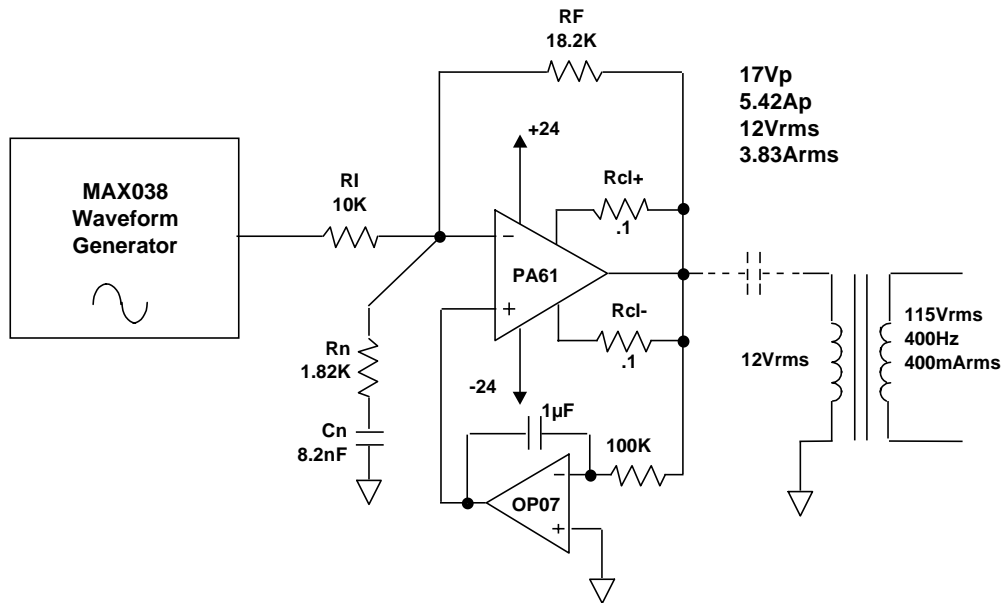 RF
18.2K
17Vp
5.42Ap
12Vrms
3.83Arms
+24
MAX038
Waveform
Generator
RI
10K
Rcl+
.1
−
PA61
+
Rcl-
.1
Rn
1.82K
-24
1µF
Cn
8.2nF
100K
−
OP07
+
12Vrms
115Vrms
400Hz
400mArms